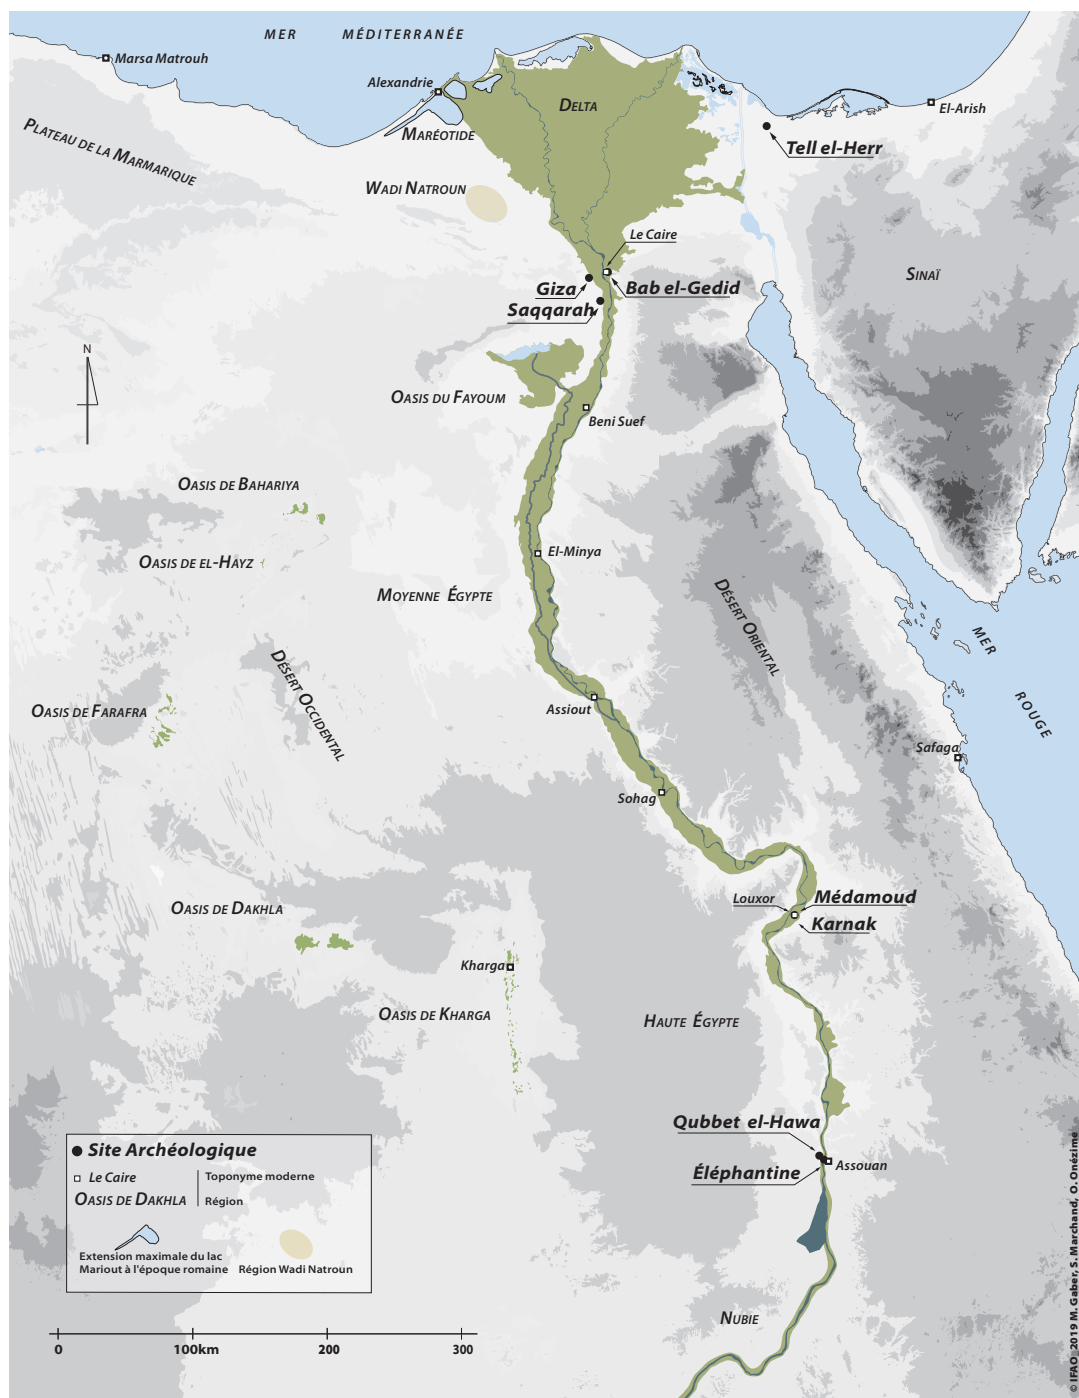 MER MÉDITERRANÉE
Marsa Matrouh
Alexandrie
DELTA
El-Arish
MARÉOTIDE
PLATEAU DE LA MARMARIQUE
Tell el-Herr
WADI NATROUN
Le Caire
SINAÏ
Giza
Bab el-Gedid
Saqqarah
N
OASIS DU FAYOUM
Beni Suef
OASIS DE BAHARIYA
El-Minya
OASIS DE EL-HAYZ
MOYENNE ÉGYPTE
DÉSERT ORIENTAL
MER ROUGE
DÉSERT OCCIDENTAL
OASIS DE FARAFRA
Assiout
Safaga
Sohag
Louxor
Médamoud
OASIS DE DAKHLA
Karnak
Kharga
OASIS DE KHARGA
HAUTE ÉGYPTE
Qubbet el-Hawa
Éléphantine
Assouan
Site Archéologique
Le Caire
Toponyme moderne
OASIS DE DAKHLA
Région
Extension maximale du lac
Mariout à l'époque romaine
Région Wadi Natroun
NUBIE
0 100km 200 300
© IFAO_2019 M. Gaber, S. Marchand, O. Onézime